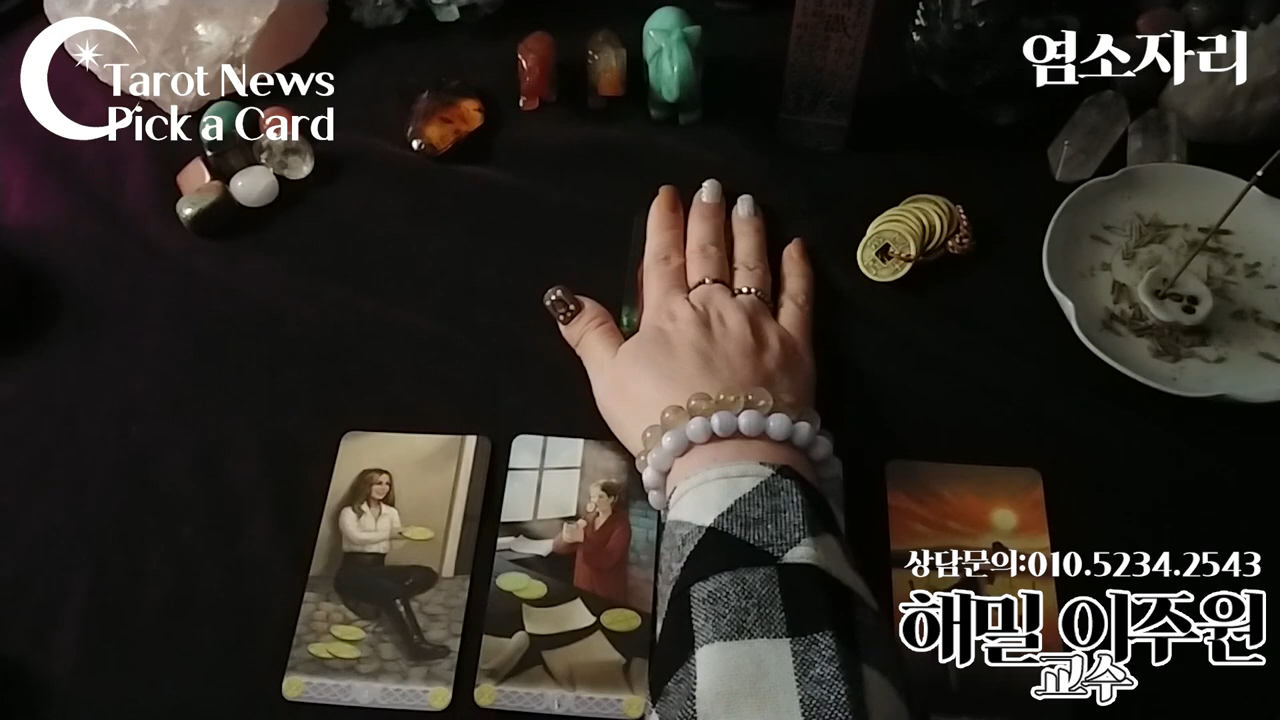 Tarot News
Pick a Card
염소자리
상담문의:010.5234.2543
해밀 이주원
교수